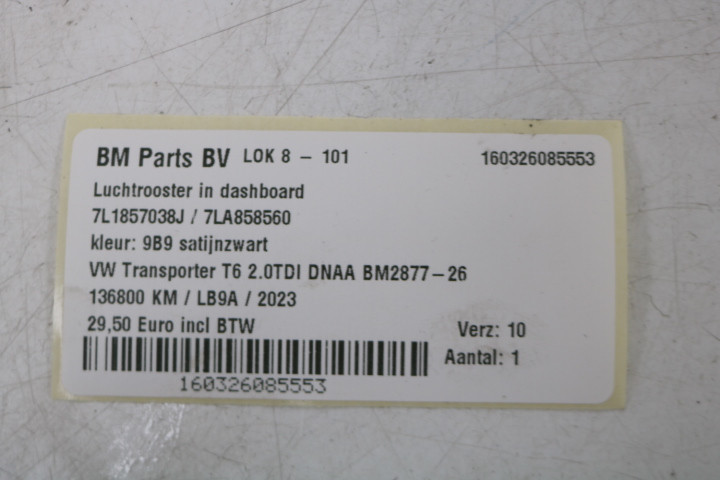 BM Parts BV LOK 8 - 101 160326085553
Luchtrooster in dashboard
7L1857038J / 7LA858560
kleur: 9B9 satijnzwart
VW Transporter T6 2.0TDI DNAA BM2877-26
136800 KM / LB9A / 2023
29,50 Euro incl BTW Verz: 10
Aantal: 1
160326085553